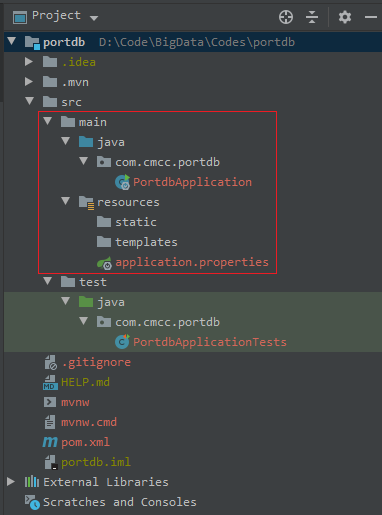 Project
portdb D:\Code\BigData\Codes\portdb
.idea
.mvn
src
main
java
com.cmcc.portdb
PortdbApplication
resources
static
templates
application.properties
test
java
com.cmcc.portdb
PortdbApplicationTests
.gitignore
HELP.md
mvnw
mvnw.cmd
pom.xml
portdb.iml
External Libraries
Scratches and Consoles